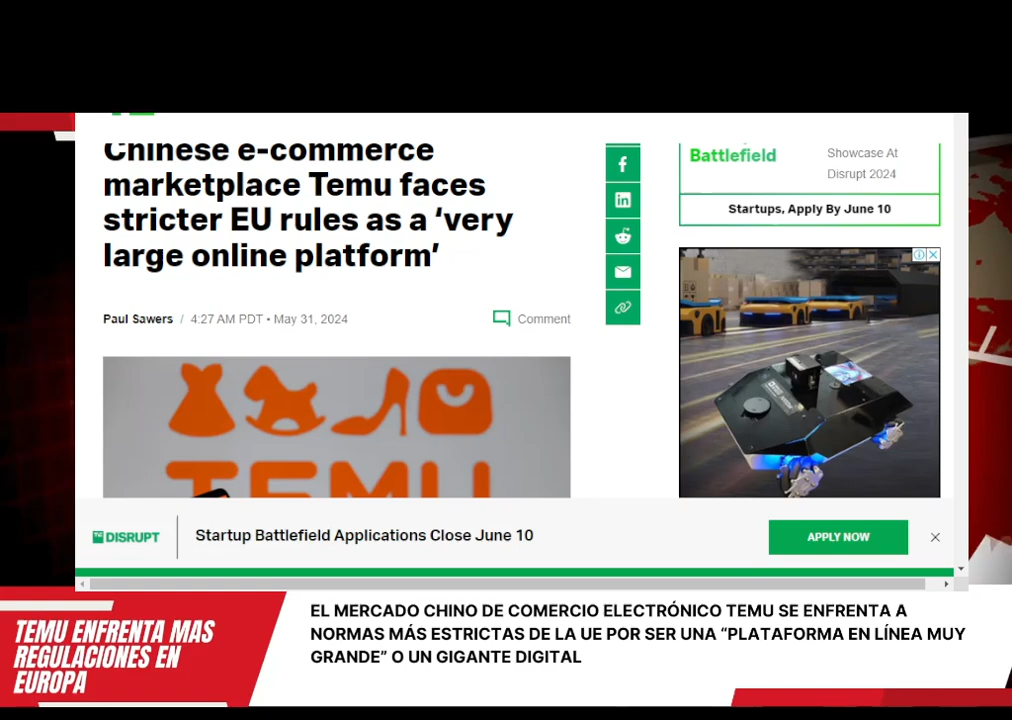 Chinese e-commerce
marketplace Temu faces
stricter EU rules as a ‘very
large online platform’
Paul Sawers / 4:27 AM PDT • May 31, 2024
Comment
Battlefield
Showcase At
Disrupt 2024
Startups, Apply By June 10
TEMU
DISRUPT
Startup Battlefield Applications Close June 10
APPLY NOW
TEMU ENFRENTA MAS
REGULACIONES EN
EUROPA
EL MERCADO CHINO DE COMERCIO ELECTRÓNICO TEMU SE ENFRENTA A
NORMAS MÁS ESTRICTAS DE LA UE POR SER UNA “PLATAFORMA EN LÍNEA MUY
GRANDE” O UN GIGANTE DIGITAL